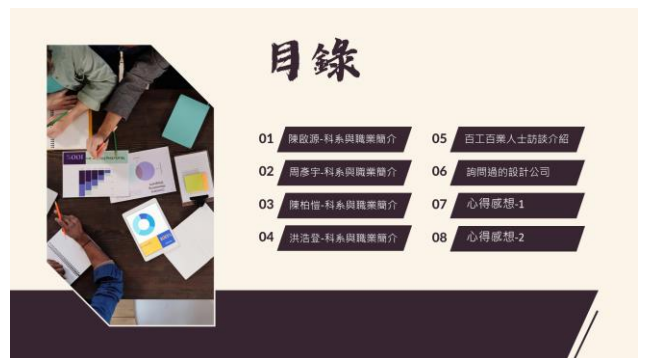 目錄
01 陳啟源-科系與職業簡介
02 周彥宇-科系與職業簡介
03 陳柏愷-科系與職業簡介
04 洪浩登-科系與職業簡介
05 百工百業人士訪談介紹
06 詢問過的設計公司
07 心得感想-1
08 心得感想-2